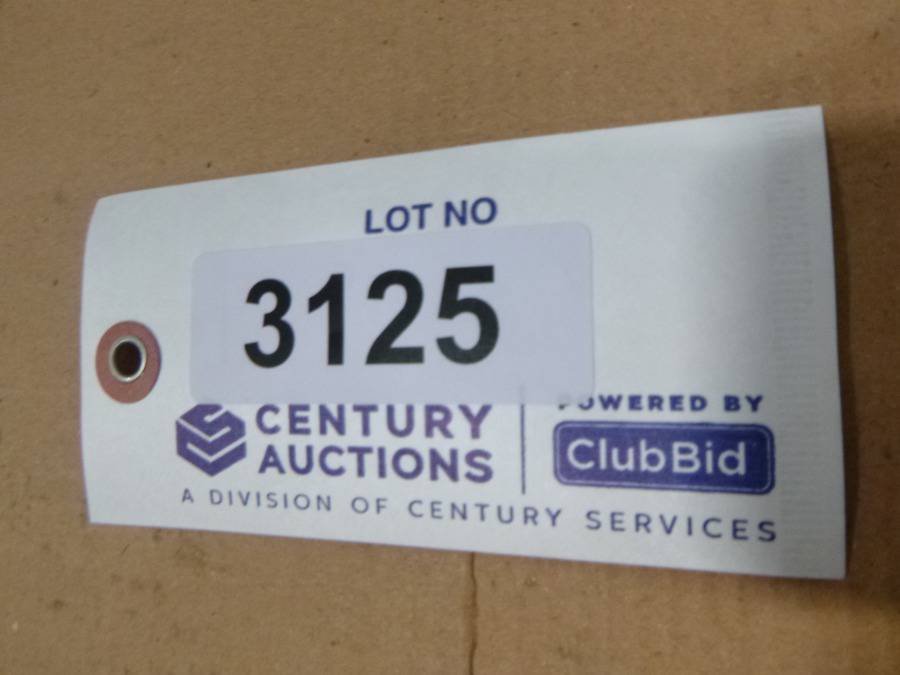 LOT NO
3125
CENTURY
AUCTIONS
POWERED BY
ClubBid
A DIVISION OF CENTURY SERVICES